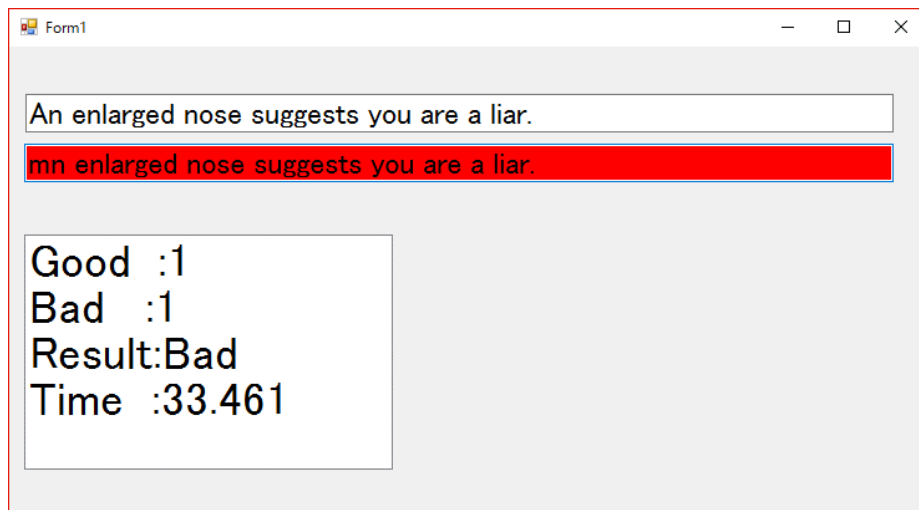 Form1
An enlarged nose suggests you are a liar.
mn enlarged nose suggests you are a liar.
Good :1
Bad :1
Result:Bad
Time :33.461